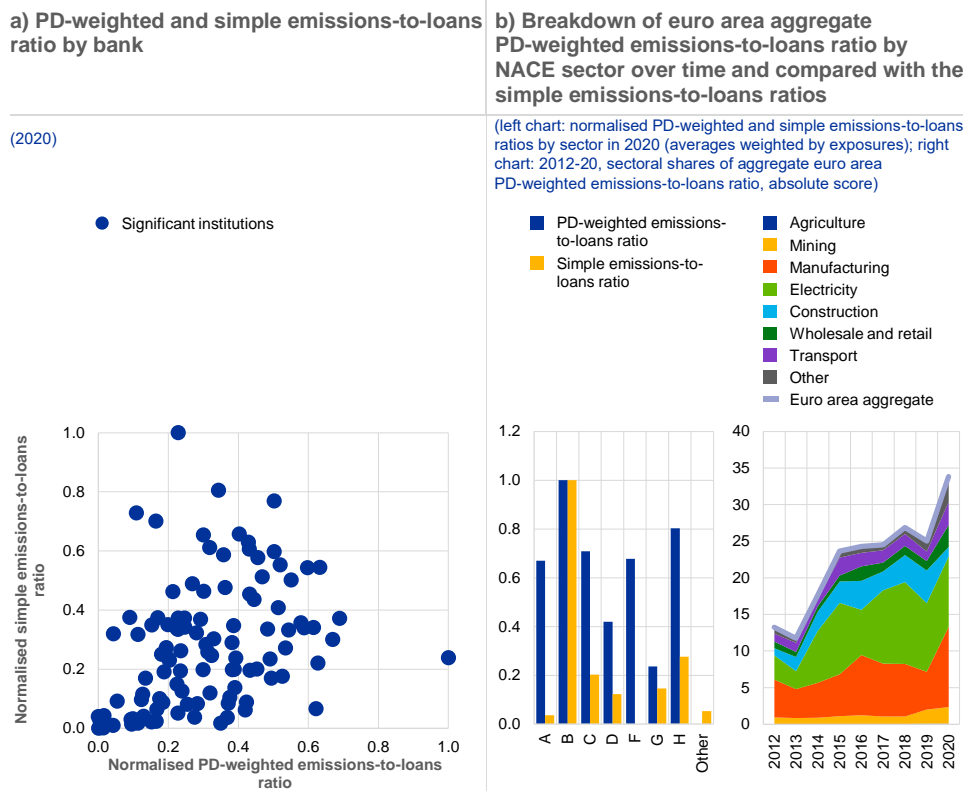 a) PD-weighted and simple emissions-to-loans
ratio by bank
(2020)
Significant institutions
Normalised simple emissions-to-loans
ratio
1.0
0.8
0.6
0.4
0.2
0.0
0.0
0.2
0.4
0.6
0.8
1.0
Normalised PD-weighted emissions-to-loans
ratio
b) Breakdown of euro area aggregate
PD-weighted emissions-to-loans ratio by
NACE sector over time and compared with the
simple emissions-to-loans ratios
(left chart: normalised PD-weighted and simple emissions-to-loans
ratios by sector in 2020 (averages weighted by exposures); right
chart: 2012-20, sectoral shares of aggregate euro area
PD-weighted emissions-to-loans ratio, absolute score)
PD-weighted emissions-
to-loans ratio
Simple emissions-to-
loans ratio
1.2
1.0
0.8
0.6
0.4
0.2
0.0
A
B
C
D
F
G
H
Other
Agriculture
Mining
Manufacturing
Electricity
Construction
Wholesale and retail
Transport
Other
Euro area aggregate
40
35
30
25
20
15
10
5
0
2012
2013
2014
2015
2016
2017
2018
2019
2020